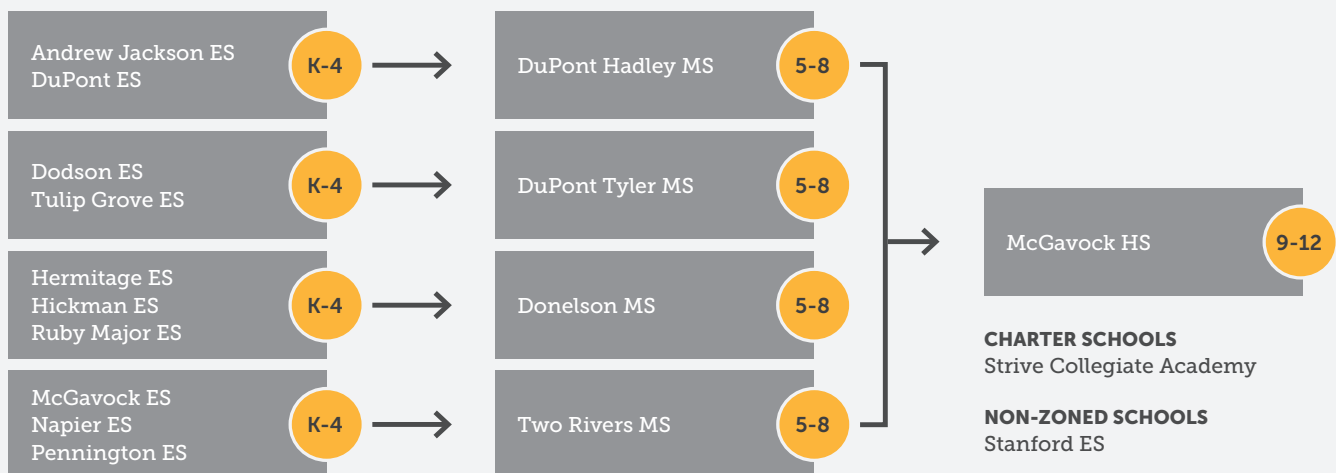 Andrew Jackson ES
DuPont ES
K-4
DuPont Hadley MS
5-8
Dodson ES
Tulip Grove ES
K-4
DuPont Tyler MS
5-8
Hermitage ES
Hickman ES
Ruby Major ES
K-4
Donelson MS
5-8
McGavock ES
Napier ES
Pennington ES
K-4
Two Rivers MS
5-8
McGavock HS
9-12
CHARTER SCHOOLS
Strive Collegiate Academy
NON-ZONED SCHOOLS
Stanford ES